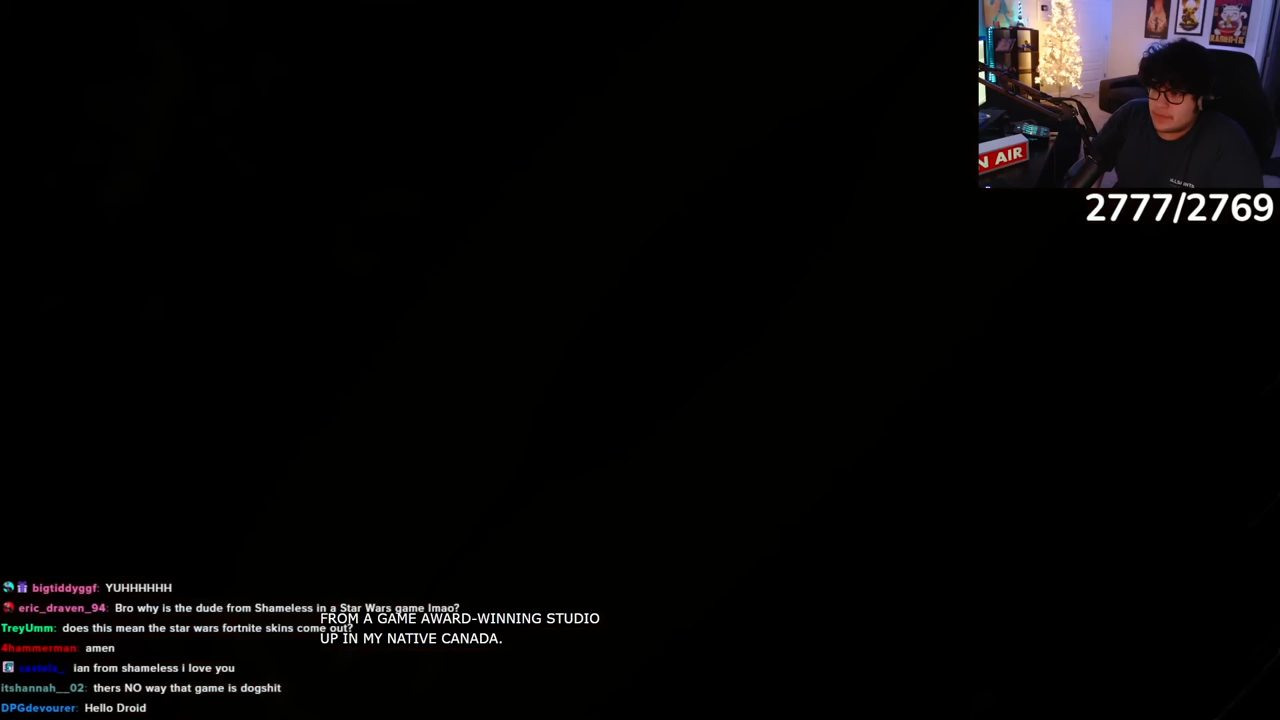 N AIR
2777/2769
bigtiddyggf: YUHHHHHH
eric_draven_94: Bro why is the dude from Shameless in a Star Wars game lmao?
FROM A GAME AWARD-WINNING STUDIO
TreyUmm: does this mean the star wars fortnite skins come out?
UP IN MY NATIVE CANADA.
4hammerman: amen
ian from shameless i love you
itshannah__02: thers NO way that game is dogshit
DPGdevourer: Hello Droid